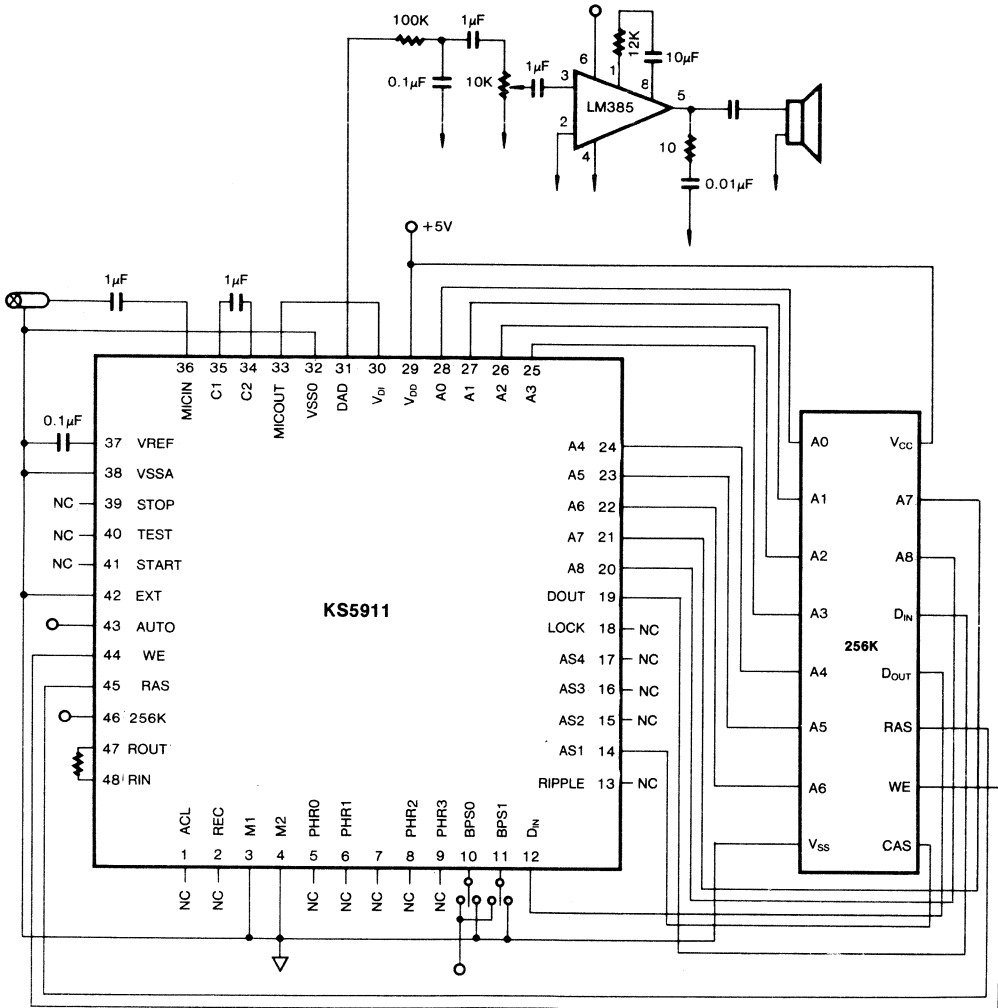 100K
1µF
12K
10µF
0.1µF
10K
1µF
3
6
1
8
LM385
5
2
4
10
0.01µF
+5V
1µF
1µF
36 35 34 33 32 31 30 29 28 27 26 25
MICIN C1 C2 MICOUT VSS0 DAD VDI VDD A0 A1 A2 A3
0.1µF
37 VREF
38 VSSA
NC 39 STOP
NC 40 TEST
NC 41 START
42 EXT
43 AUTO
44 WE
45 RAS
46 256K
47 ROUT
48 RIN
KS5911
A4 24
A5 23
A6 22
A7 21
A8 20
DOUT 19
LOCK 18 NC
AS4 17 NC
AS3 16 NC
AS2 15 NC
AS1 14
RIPPLE 13 NC
ACL REC M1 M2 PHR0 PHR1 PHR2 PHR3 BPS0 BPS1 DIN
1 2 3 4 5 6 7 8 9 10 11 12
NC NC NC NC NC NC NC
A0 VCC
A1 A7
A2 A8
A3 DIN
256K
A4 DOUT
A5 RAS
A6 WE
VSS CAS